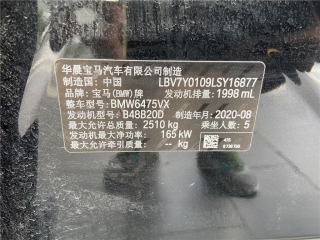 华晨宝马汽车有限公司制造
制造国：中国 LBV7Y0109LSY16877
品牌：宝马(BMW)牌 发动机排量：1998 mL
整车型号：BMW6475VX
发动机型号：B48B20D 制造年月：2020-08
最大允许总质量：2510 kg 乘坐人数：5
发动机最大净功率：165 kW
最大允许牵引质量：-- kg